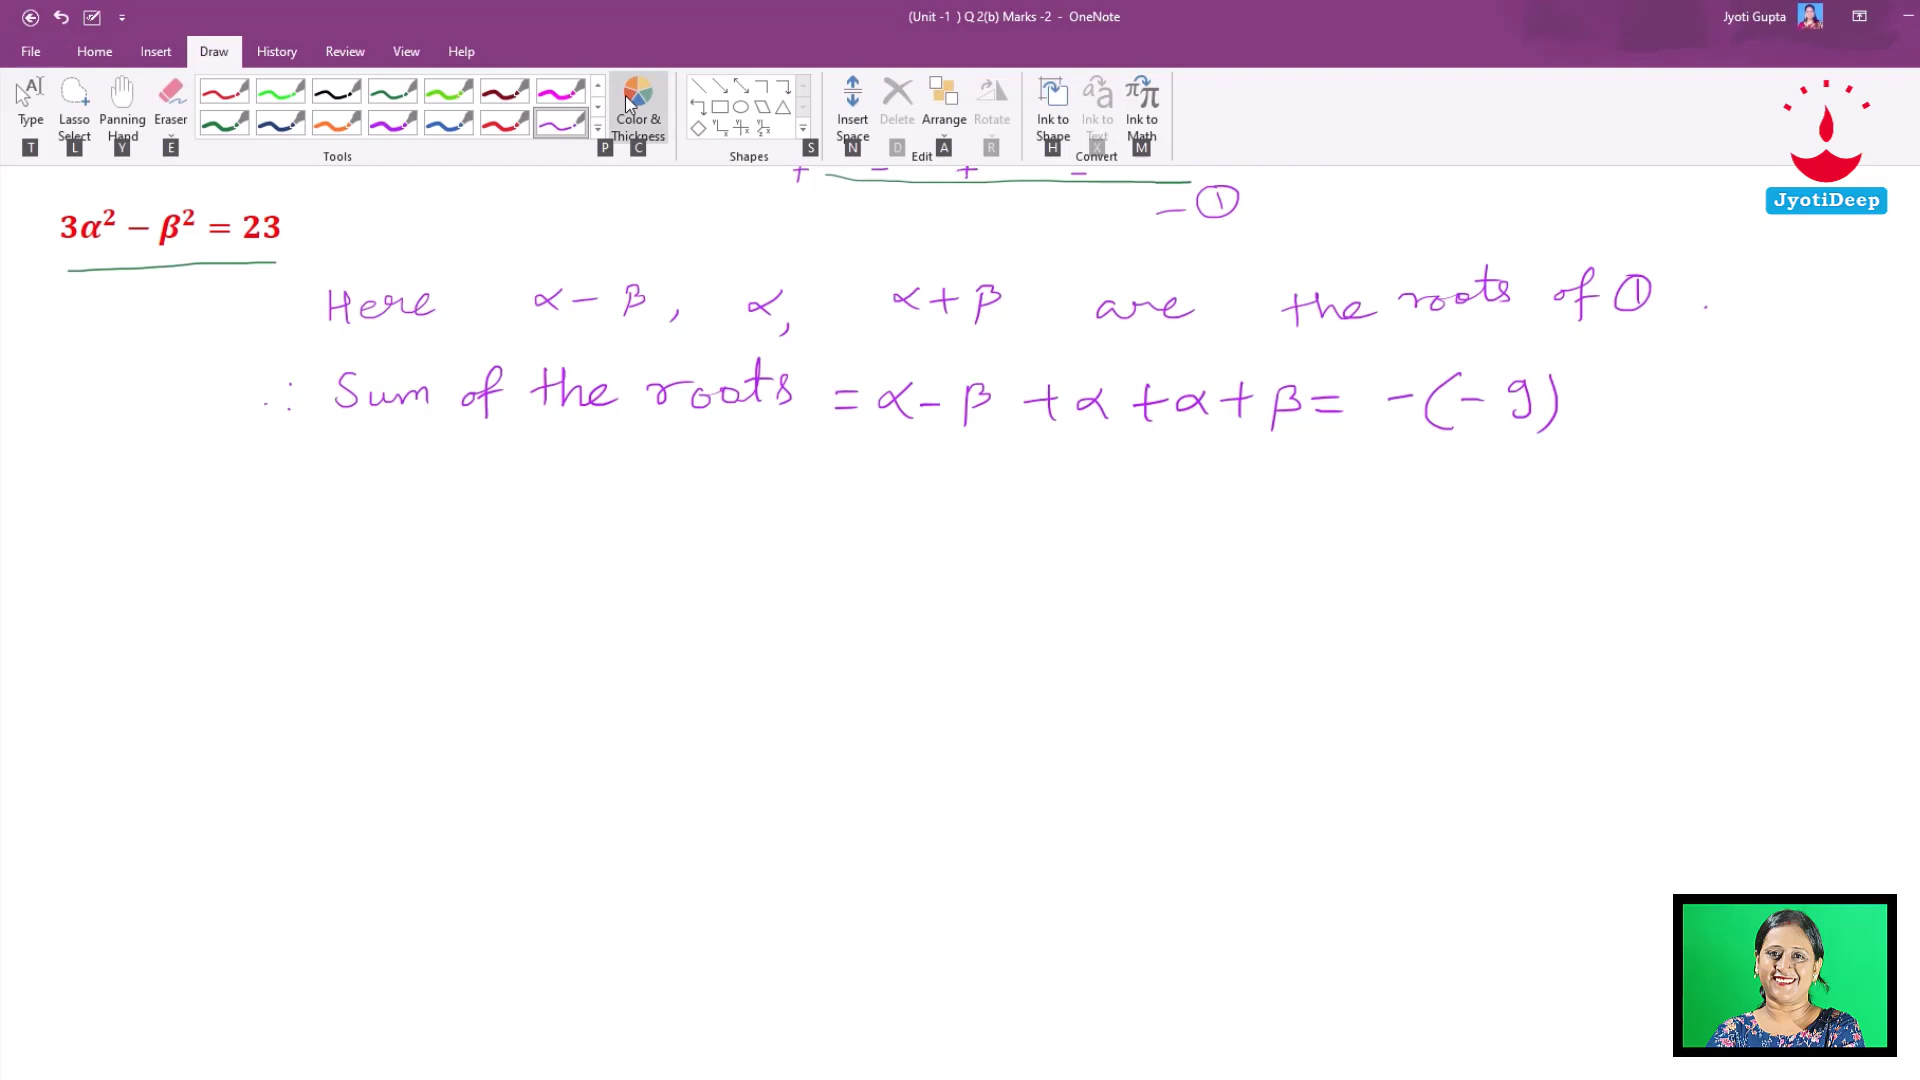 (Unit -1 ) Q 2(b) Marks -2 - OneNote
Jyoti Gupta
File Home Insert Draw History Review View Help
Type Lasso Select Panning Hand Eraser Color & Thickness Insert Space Delete Arrange Rotate Ink to Shape Ink to Text Ink to Math
T L Y E P C S N D A R H X M
Tools Shapes Edit Convert
JyotiDeep
+ - + -
- ①
3α² − β² = 23
Here α - β, α, α + β are the roots of ① .
∴ Sum of the roots = α - β + α + α + β = - (- 9)